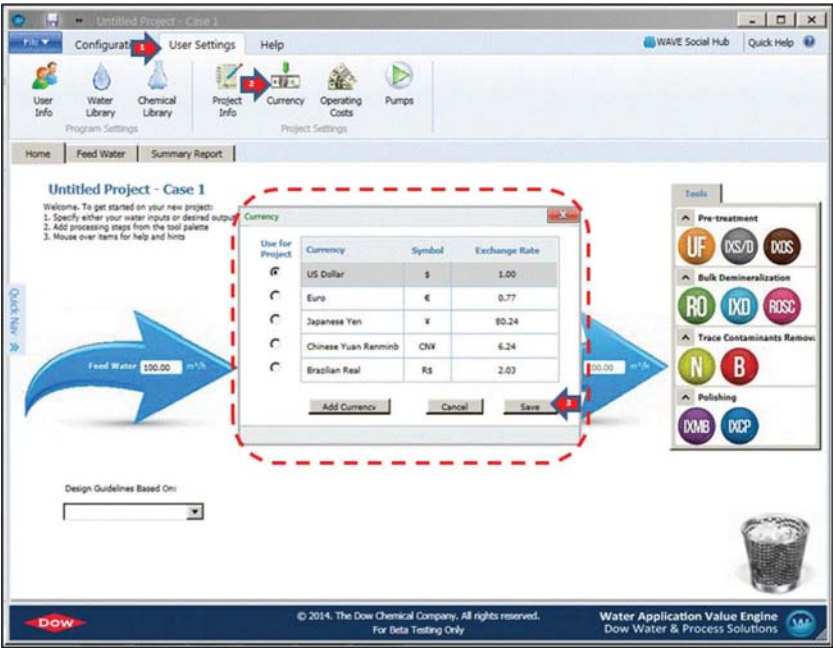 Untitled Project - Case 1
File
User Settings
Help
WAVE Social Hub
Quick Help
1
2
User Info
Water Library
Chemical Library
Project Info
Currency
Operating Costs
Pumps
Program Settings
Project Settings
Home
Feed Water
Summary Report
Untitled Project - Case 1
Welcome. To get started on your new project:
1. Specify either your water inputs or desired output
2. Add processing steps from the tool palette
3. Mouse over items for help and hints
Quick Nav
Feed Water 100.00 m³/h
Currency
Use for Project
Currency Symbol Exchange Rate
US Dollar $ 1.00
Euro € 0.77
Japanese Yen ¥ 80.24
Chinese Yuan Renminb CN¥ 6.24
Brazilian Real R$ 2.03
Add Currency Cancel Save
3
00.00 m³/h
Tools
Pre-treatment
UF IXS/D IXOS
Bulk Demineralization
RO IXD ROSC
Trace Contaminants Remov
N B
Polishing
IXMB IXCP
Design Guidelines Based On:
DOW
© 2014. The Dow Chemical Company. All rights reserved.
For Beta Testing Only
Water Application Value Engine
Dow Water & Process Solutions
W